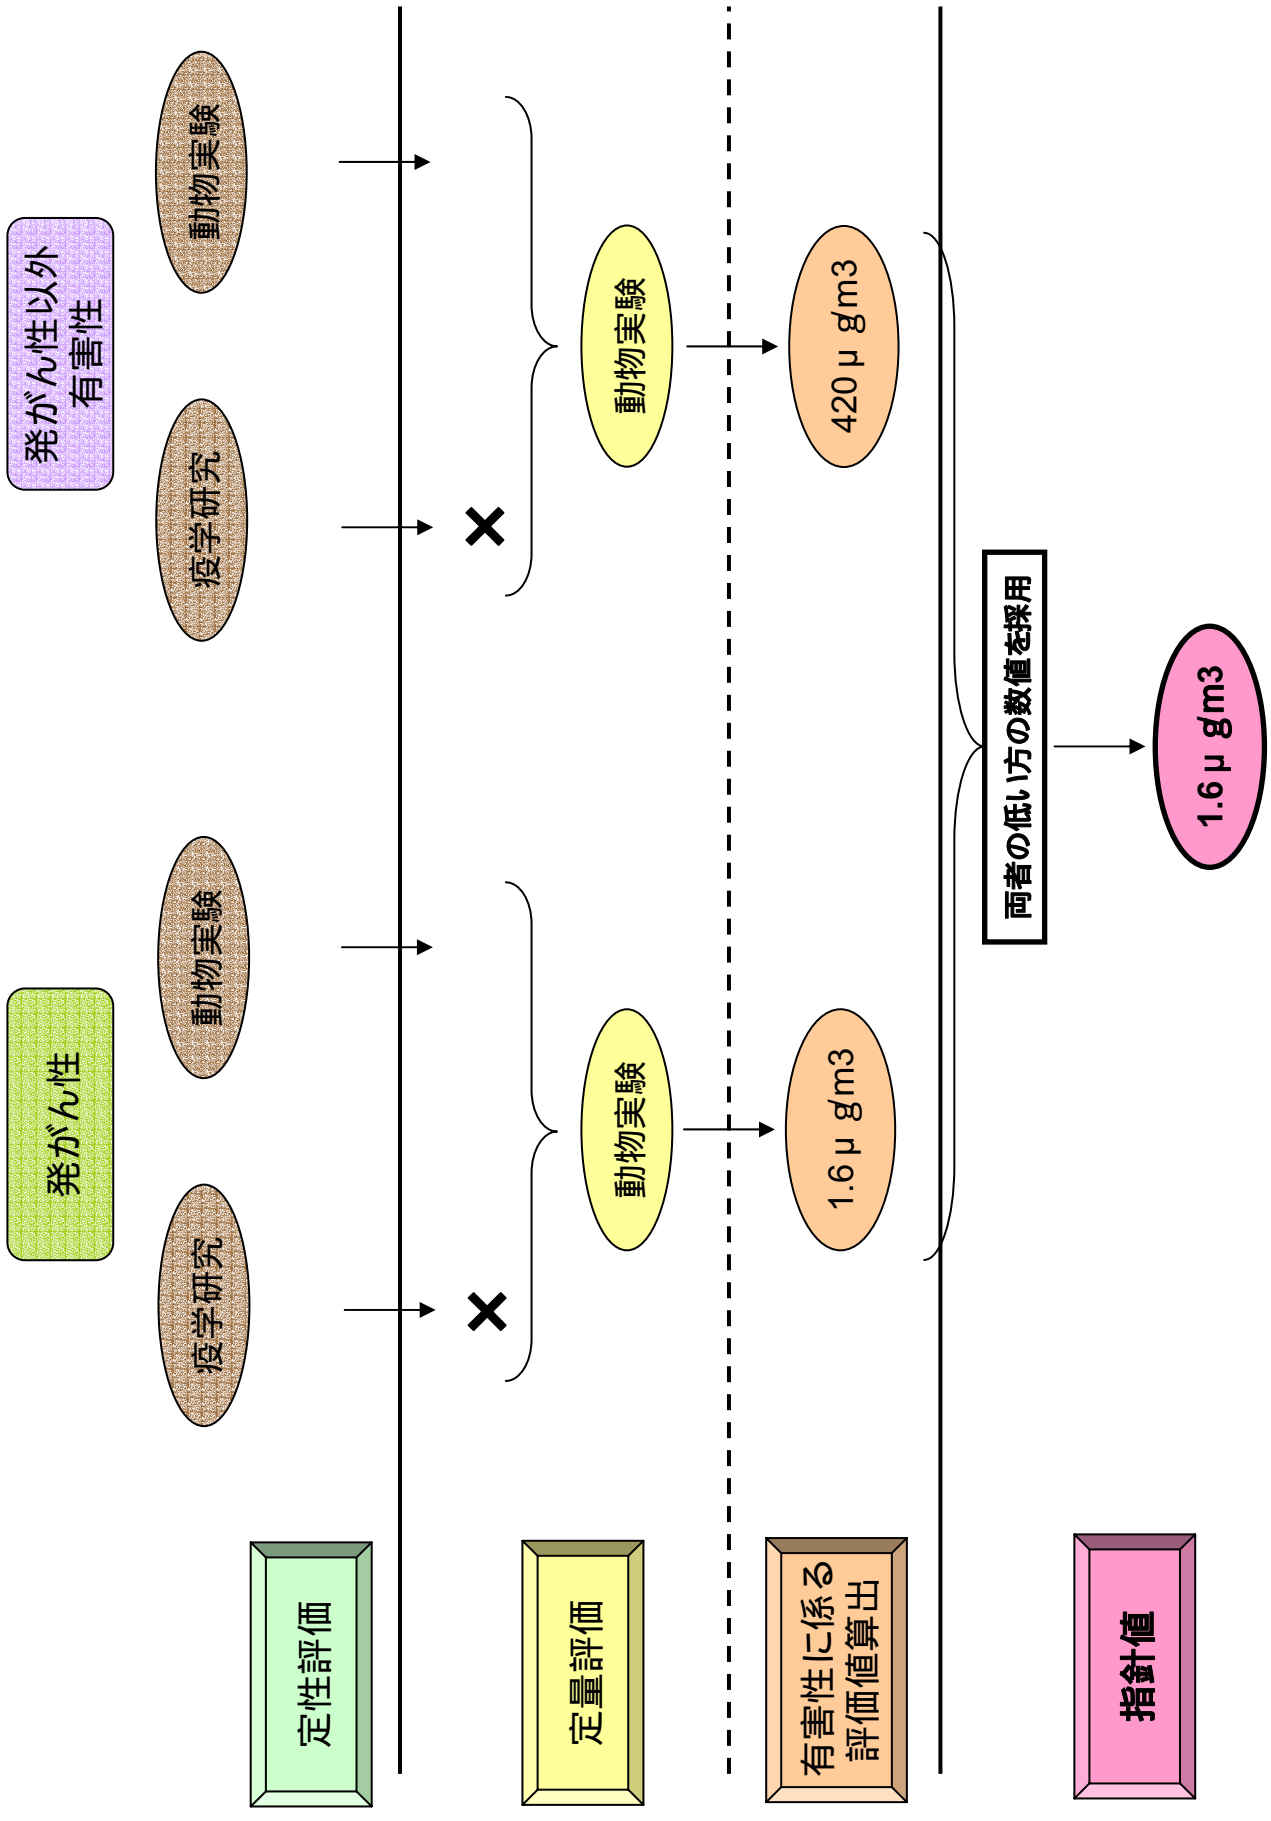 発がん性
発がん性以外
有害性
定性評価
疫学研究
動物実験
疫学研究
動物実験
定量評価
×
×
動物実験
動物実験
有害性に係る
評価値算出
1.6μg/m3
420μg/m3
両者の低い方の数値を採用
指針値
1.6μg/m3